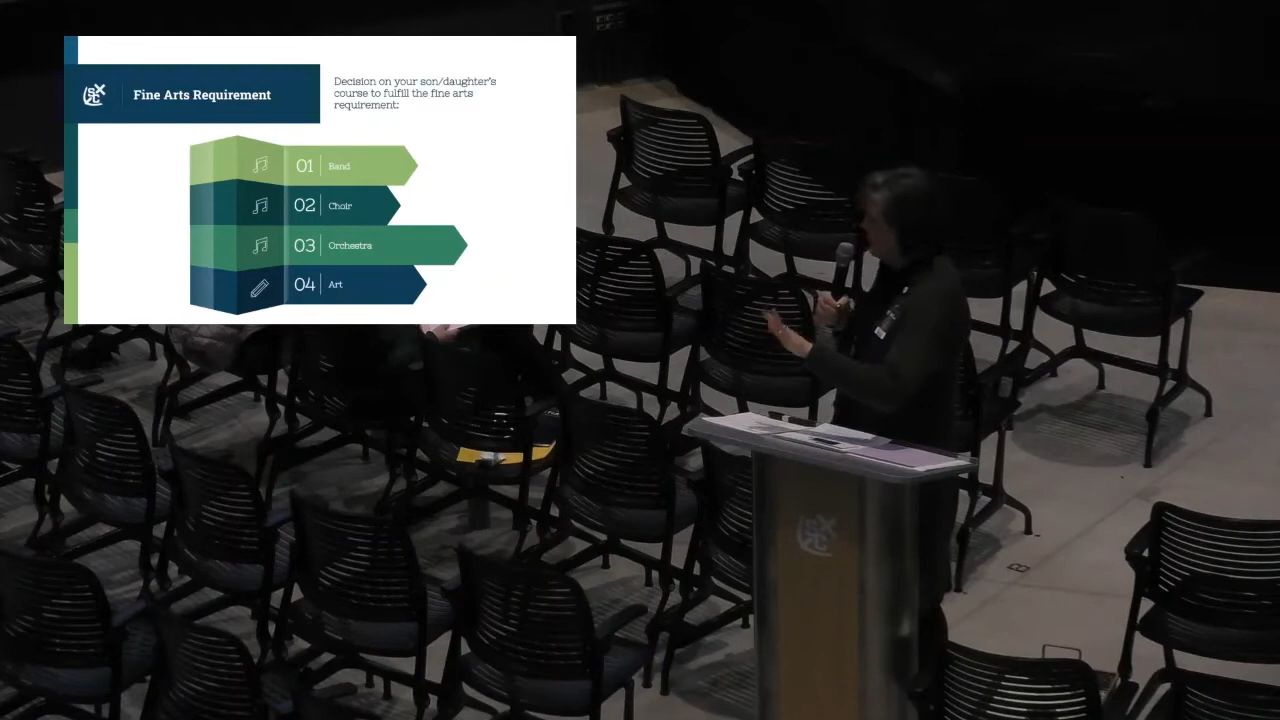 Fine Arts Requirement
Decision on your son/daughter's
course to fulfill the fine arts
requirement:
01 Band
02 Choir
03 Orchestra
04 Art